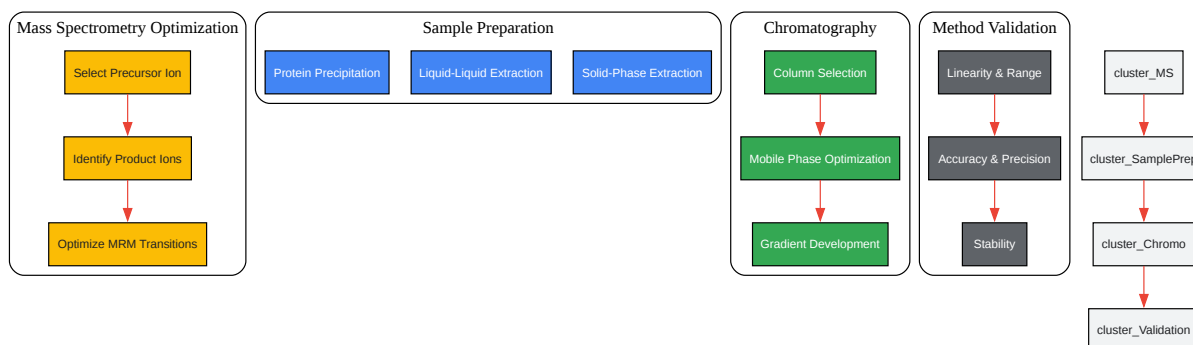 Mass Spectrometry Optimization
Select Precursor Ion
Identify Product Ions
Optimize MRM Transitions
Sample Preparation
Protein Precipitation
Liquid-Liquid Extraction
Solid-Phase Extraction
Chromatography
Column Selection
Mobile Phase Optimization
Gradient Development
Method Validation
Linearity & Range
Accuracy & Precision
Stability
cluster_MS
cluster_SamplePrep
cluster_Chromo
cluster_Validation